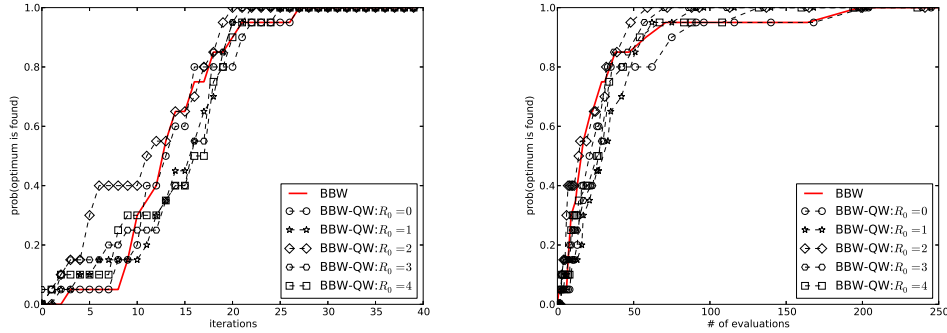 prob(optimum is found)
1.0
0.8
0.6
0.4
0.2
0.0
0 5 10 15 20 25 30 35 40
iterations
BBW
BBW-QW:R₀ =0
BBW-QW:R₀ =1
BBW-QW:R₀ =2
BBW-QW:R₀ =3
BBW-QW:R₀ =4
prob(optimum is found)
1.0
0.8
0.6
0.4
0.2
0.0
0 50 100 150 200 250
# of evaluations
BBW
BBW-QW:R₀ =0
BBW-QW:R₀ =1
BBW-QW:R₀ =2
BBW-QW:R₀ =3
BBW-QW:R₀ =4